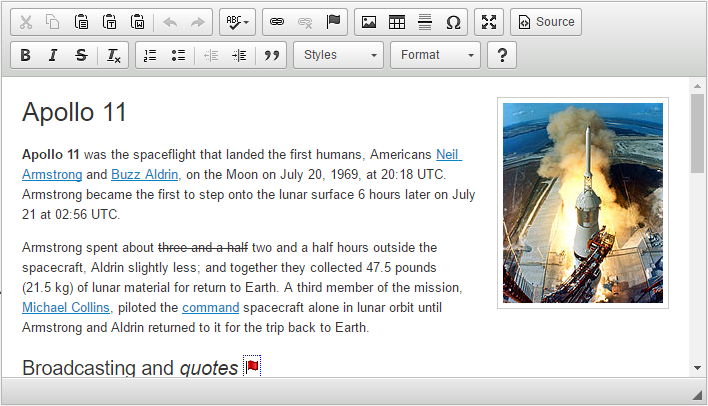 ABC
Source
B I S Ix
Styles
Format
?
Apollo 11
Apollo 11 was the spaceflight that landed the first humans, Americans Neil
Armstrong and Buzz Aldrin, on the Moon on July 20, 1969, at 20:18 UTC.
Armstrong became the first to step onto the lunar surface 6 hours later on July
21 at 02:56 UTC.
Armstrong spent about three and a half two and a half hours outside the
spacecraft, Aldrin slightly less; and together they collected 47.5 pounds
(21.5 kg) of lunar material for return to Earth. A third member of the mission,
Michael Collins, piloted the command spacecraft alone in lunar orbit until
Armstrong and Aldrin returned to it for the trip back to Earth.
Broadcasting and quotes